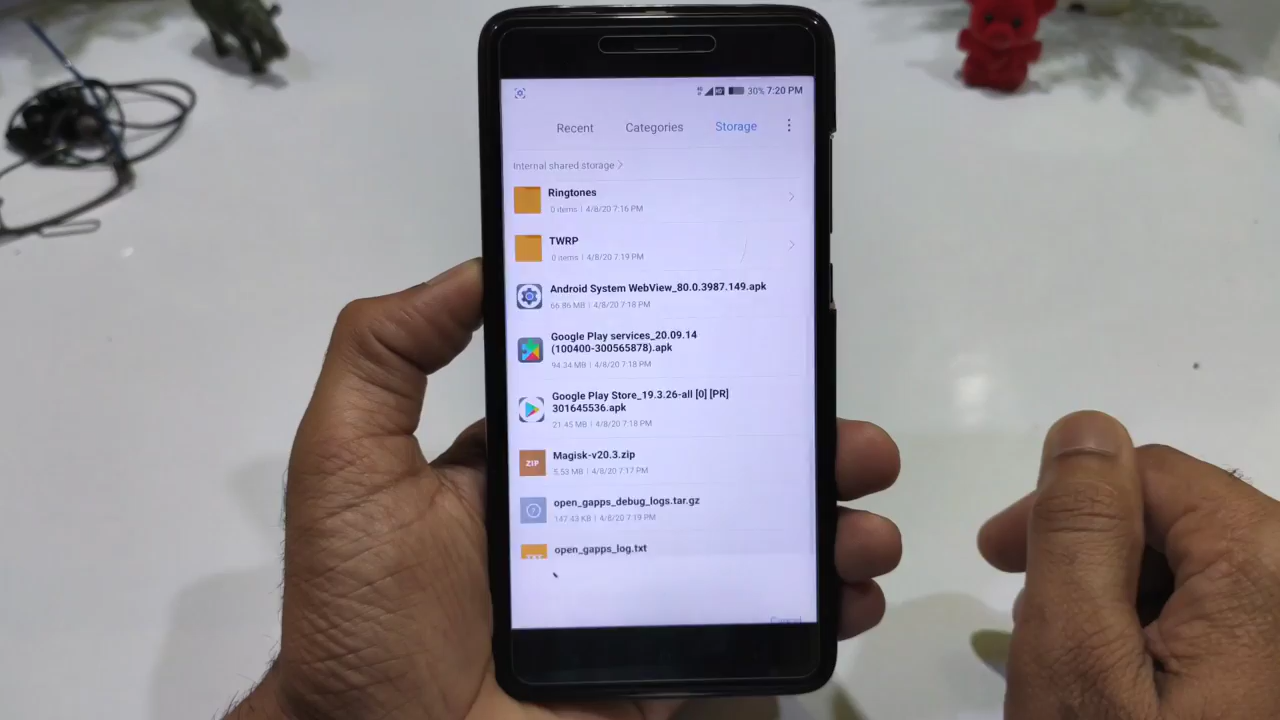 30% 7:20 PM
Recent Categories Storage
Internal shared storage
Ringtones
0 items | 4/8/20 7:16 PM
TWRP
0 items | 4/8/20 7:19 PM
Android System WebView_80.0.3987.149.apk
66.86 MB | 4/8/20 7:18 PM
Google Play services_20.09.14
(100400-300565878).apk
94.34 MB | 4/8/20 7:18 PM
Google Play Store_19.3.26-all [0] [PR]
301645536.apk
21.45 MB | 4/8/20 7:18 PM
ZIP
Magisk-v20.3.zip
5.53 MB | 4/8/20 7:17 PM
open_gapps_debug_logs.tar.gz
147.43 KB | 4/8/20 7:19 PM
open_gapps_log.txt